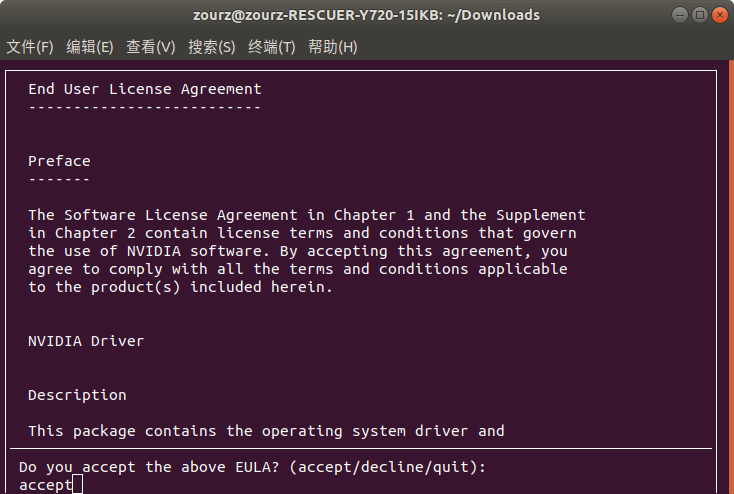 zourz@zourz-RESCUER-Y720-15IKB: ~/Downloads
文件(F) 编辑(E) 查看(V) 搜索(S) 终端(T) 帮助(H)
End User License Agreement
--------------------------
Preface
-------
The Software License Agreement in Chapter 1 and the Supplement
in Chapter 2 contain license terms and conditions that govern
the use of NVIDIA software. By accepting this agreement, you
agree to comply with all the terms and conditions applicable
to the product(s) included herein.
NVIDIA Driver
Description
This package contains the operating system driver and
Do you accept the above EULA? (accept/decline/quit):
accept